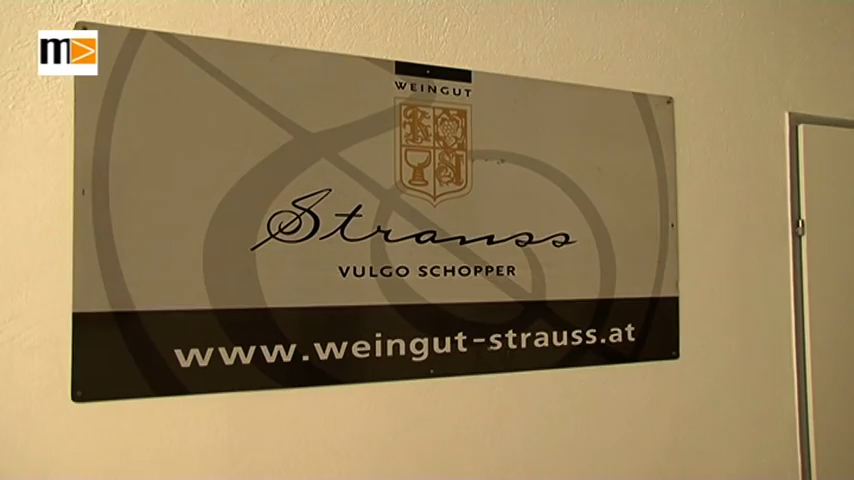 m
WEINGUT
K
S
Strauss
VULGO SCHOPPER
www.weingut-strauss.at